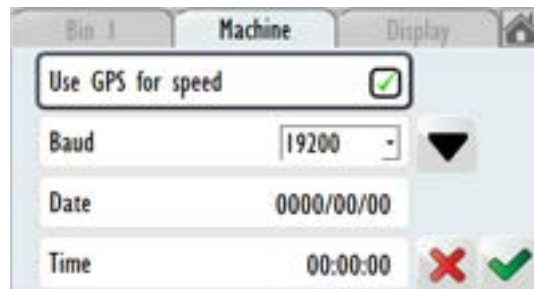 Bin 1 Machine Display
Use GPS for speed
Baud 19200
Date 0000/00/00
Time 00:00:00